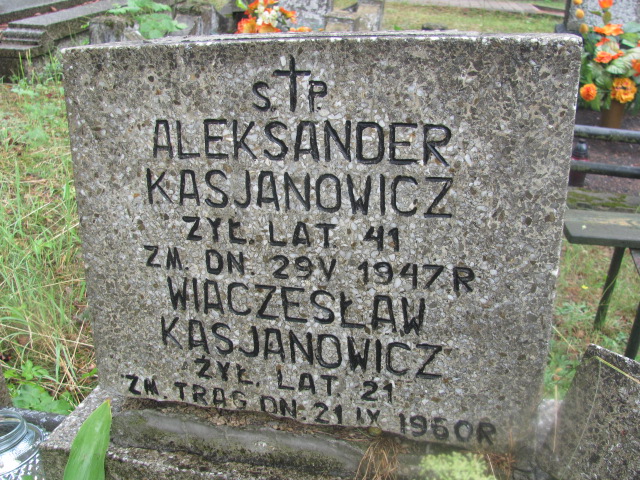 Ś † P.
ALEKSANDER
KASJANOWICZ
ŻYŁ. LAT. 41
ZM. DN. 29 V 1947 R
WIACZESŁAW
KASJANOWICZ
ŻYŁ. LAT. 21
ZM. TRAG. DN. 21 IX 1960R